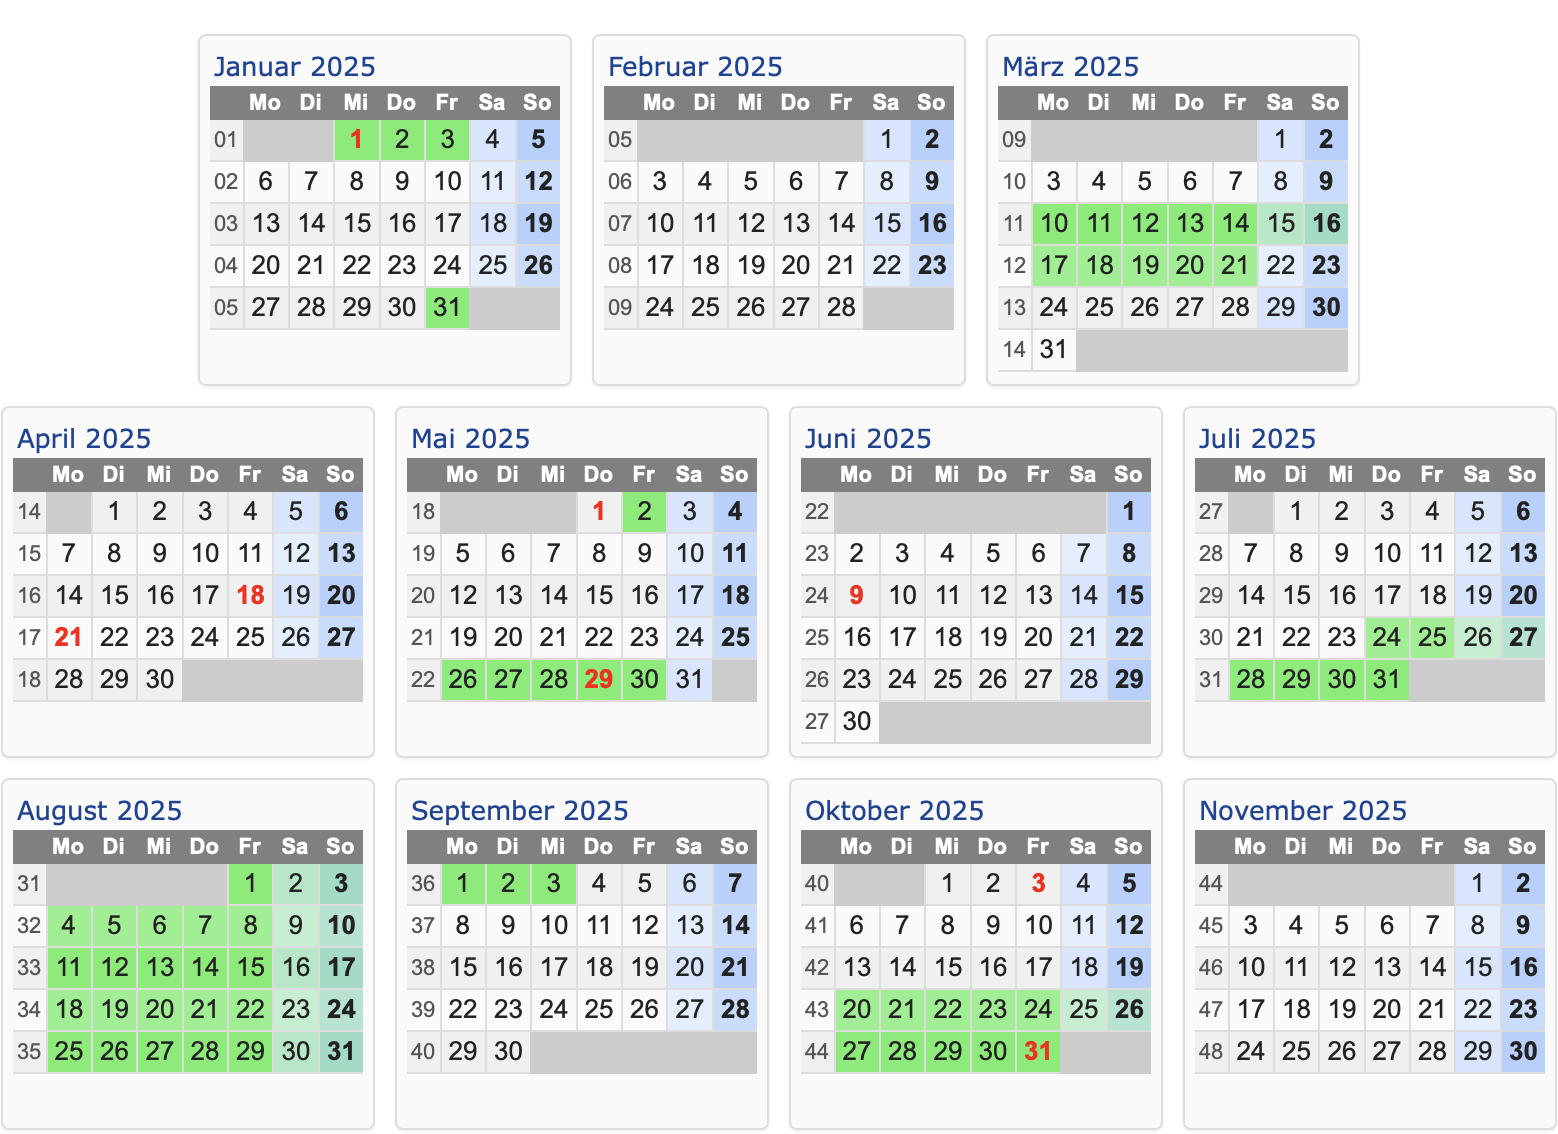 Januar 2025
Mo Di Mi Do Fr Sa So
01 1 2 3 4 5
02 6 7 8 9 10 11 12
03 13 14 15 16 17 18 19
04 20 21 22 23 24 25 26
05 27 28 29 30 31
Februar 2025
Mo Di Mi Do Fr Sa So
05 1 2
06 3 4 5 6 7 8 9
07 10 11 12 13 14 15 16
08 17 18 19 20 21 22 23
09 24 25 26 27 28
März 2025
Mo Di Mi Do Fr Sa So
09 1 2
10 3 4 5 6 7 8 9
11 10 11 12 13 14 15 16
12 17 18 19 20 21 22 23
13 24 25 26 27 28 29 30
14 31
April 2025
Mo Di Mi Do Fr Sa So
14 1 2 3 4 5 6
15 7 8 9 10 11 12 13
16 14 15 16 17 18 19 20
17 21 22 23 24 25 26 27
18 28 29 30
Mai 2025
Mo Di Mi Do Fr Sa So
18 1 2 3 4
19 5 6 7 8 9 10 11
20 12 13 14 15 16 17 18
21 19 20 21 22 23 24 25
22 26 27 28 29 30 31
Juni 2025
Mo Di Mi Do Fr Sa So
22 1
23 2 3 4 5 6 7 8
24 9 10 11 12 13 14 15
25 16 17 18 19 20 21 22
26 23 24 25 26 27 28 29
27 30
Juli 2025
Mo Di Mi Do Fr Sa So
27 1 2 3 4 5 6
28 7 8 9 10 11 12 13
29 14 15 16 17 18 19 20
30 21 22 23 24 25 26 27
31 28 29 30 31
August 2025
Mo Di Mi Do Fr Sa So
31 1 2 3
32 4 5 6 7 8 9 10
33 11 12 13 14 15 16 17
34 18 19 20 21 22 23 24
35 25 26 27 28 29 30 31
September 2025
Mo Di Mi Do Fr Sa So
36 1 2 3 4 5 6 7
37 8 9 10 11 12 13 14
38 15 16 17 18 19 20 21
39 22 23 24 25 26 27 28
40 29 30
Oktober 2025
Mo Di Mi Do Fr Sa So
40 1 2 3 4 5
41 6 7 8 9 10 11 12
42 13 14 15 16 17 18 19
43 20 21 22 23 24 25 26
44 27 28 29 30 31
November 2025
Mo Di Mi Do Fr Sa So
44 1 2
45 3 4 5 6 7 8 9
46 10 11 12 13 14 15 16
47 17 18 19 20 21 22 23
48 24 25 26 27 28 29 30